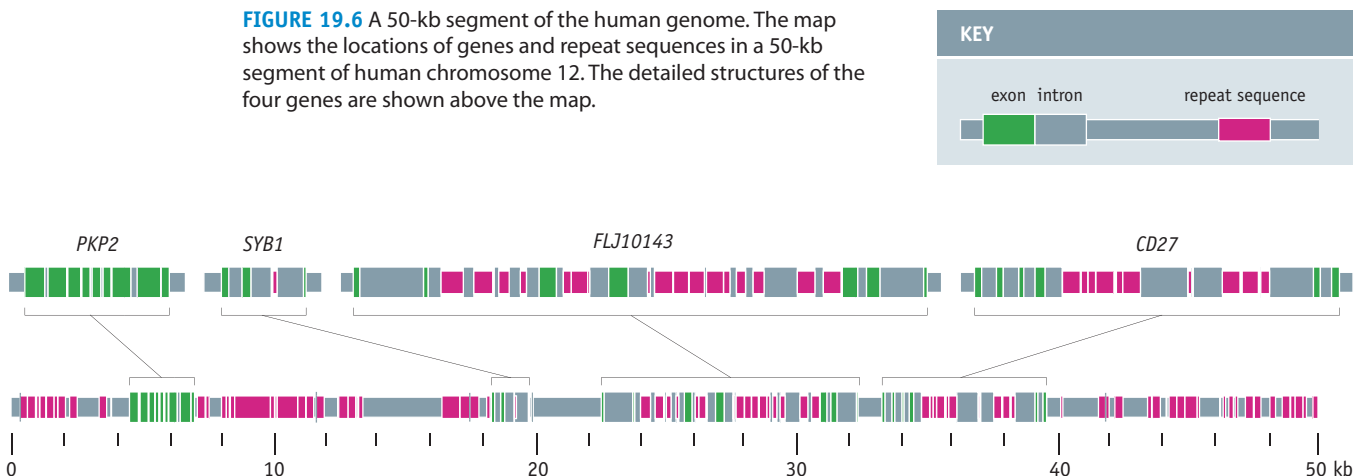 FIGURE 19.6 A 50-kb segment of the human genome. The map
shows the locations of genes and repeat sequences in a 50-kb
segment of human chromosome 12. The detailed structures of the
four genes are shown above the map.
KEY
exon intron repeat sequence
PKP2 SYB1 FLJ10143 CD27
0 10 20 30 40 50 kb